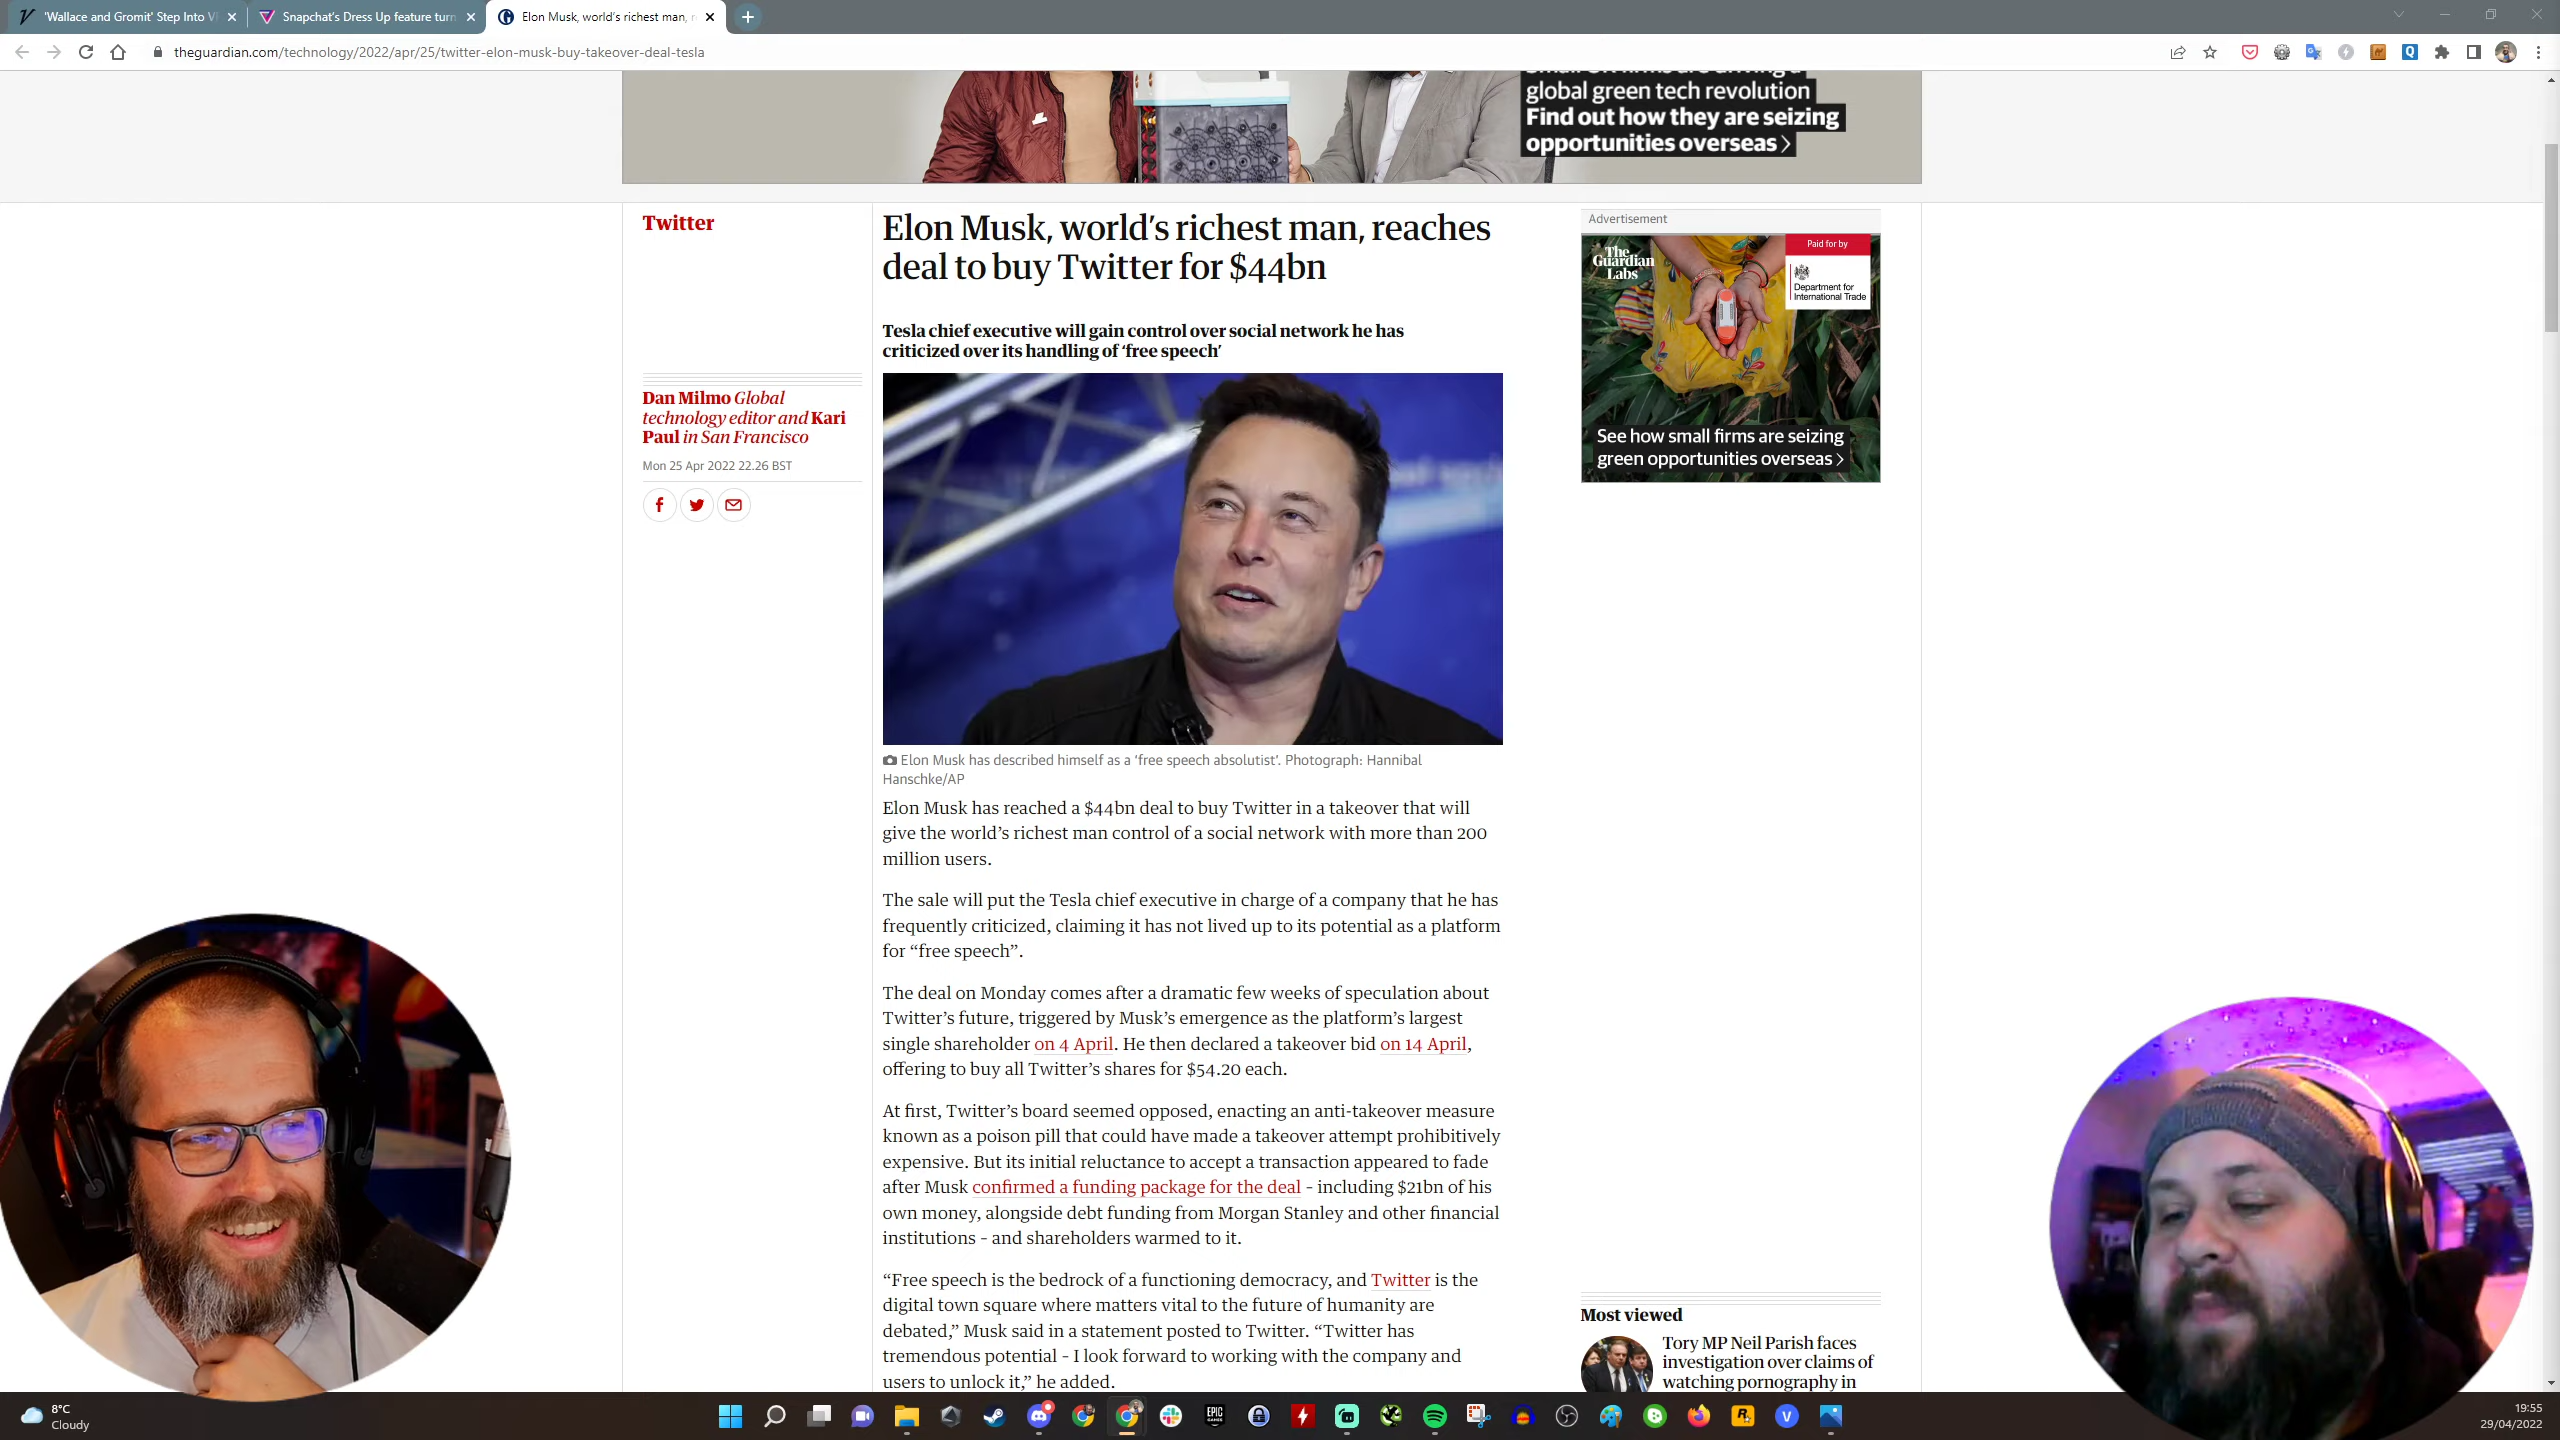 'Wallace and Gromit' Step Into V
Snapchat's Dress Up feature turn
Elon Musk, world's richest man, r
theguardian.com/technology/2022/apr/25/twitter-elon-musk-buy-takeover-deal-tesla
global green tech revolution
Find out how they are seizing
opportunities overseas >
Twitter
Elon Musk, world's richest man, reaches
deal to buy Twitter for $44bn
Tesla chief executive will gain control over social network he has
criticized over its handling of 'free speech'
Dan Milmo Global
technology editor and Kari
Paul in San Francisco
Mon 25 Apr 2022 22.26 BST
Advertisement
The
Guardian
Labs
Paid for by
Department for
International Trade
See how small firms are seizing
green opportunities overseas >
Elon Musk has described himself as a 'free speech absolutist'. Photograph: Hannibal
Hanschke/AP
Elon Musk has reached a $44bn deal to buy Twitter in a takeover that will
give the world's richest man control of a social network with more than 200
million users.
The sale will put the Tesla chief executive in charge of a company that he has
frequently criticized, claiming it has not lived up to its potential as a platform
for “free speech”.
The deal on Monday comes after a dramatic few weeks of speculation about
Twitter's future, triggered by Musk's emergence as the platform's largest
single shareholder on 4 April. He then declared a takeover bid on 14 April,
offering to buy all Twitter's shares for $54.20 each.
At first, Twitter's board seemed opposed, enacting an anti-takeover measure
known as a poison pill that could have made a takeover attempt prohibitively
expensive. But its initial reluctance to accept a transaction appeared to fade
after Musk confirmed a funding package for the deal – including $21bn of his
own money, alongside debt funding from Morgan Stanley and other financial
institutions – and shareholders warmed to it.
“Free speech is the bedrock of a functioning democracy, and Twitter is the
digital town square where matters vital to the future of humanity are
debated,” Musk said in a statement posted to Twitter. “Twitter has
tremendous potential – I look forward to working with the company and
users to unlock it,” he added.
Most viewed
Tory MP Neil Parish faces
investigation over claims of
watching pornography in
8°C
Cloudy
EPIC
GAMES
19:55
29/04/2022